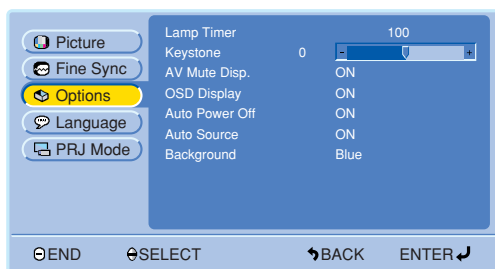 Picture
Fine Sync
Options
Language
PRJ Mode
Lamp Timer 100
Keystone 0 - +
AV Mute Disp. ON
OSD Display ON
Auto Power Off ON
Auto Source ON
Background Blue
END SELECT BACK ENTER